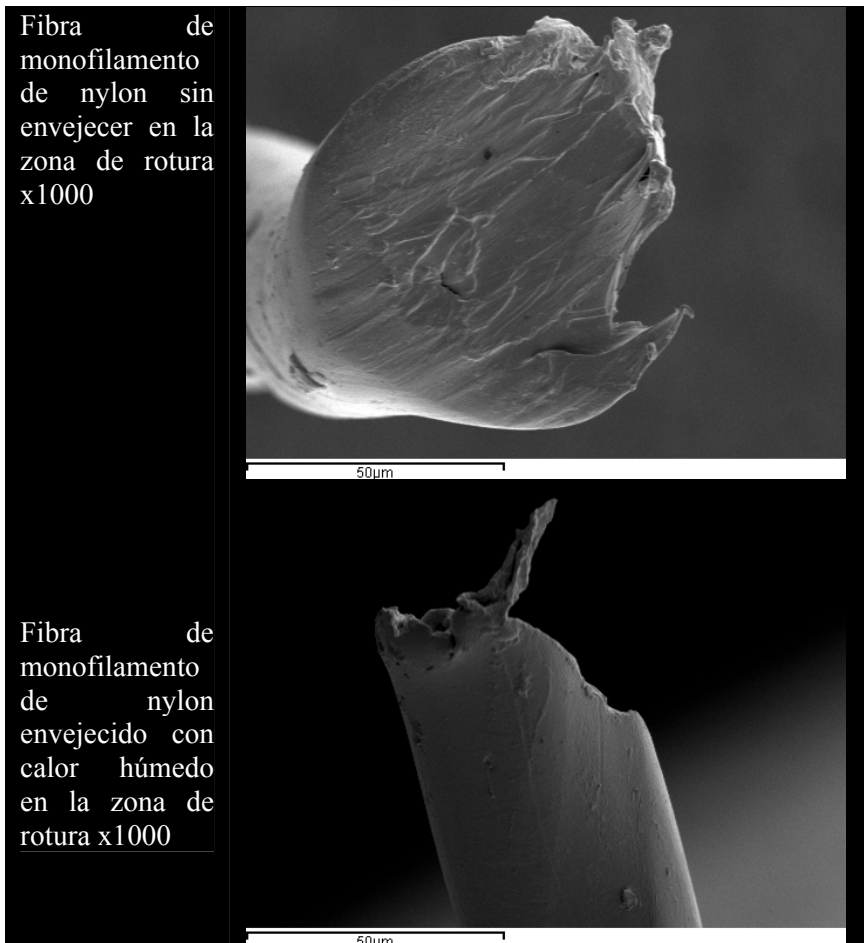 Fibra de
monofilamento
de nylon sin
envejecer en la
zona de rotura
x1000
50µm
Fibra de
monofilamento
de nylon
envejecido con
calor húmedo
en la zona de
rotura x1000
50µm